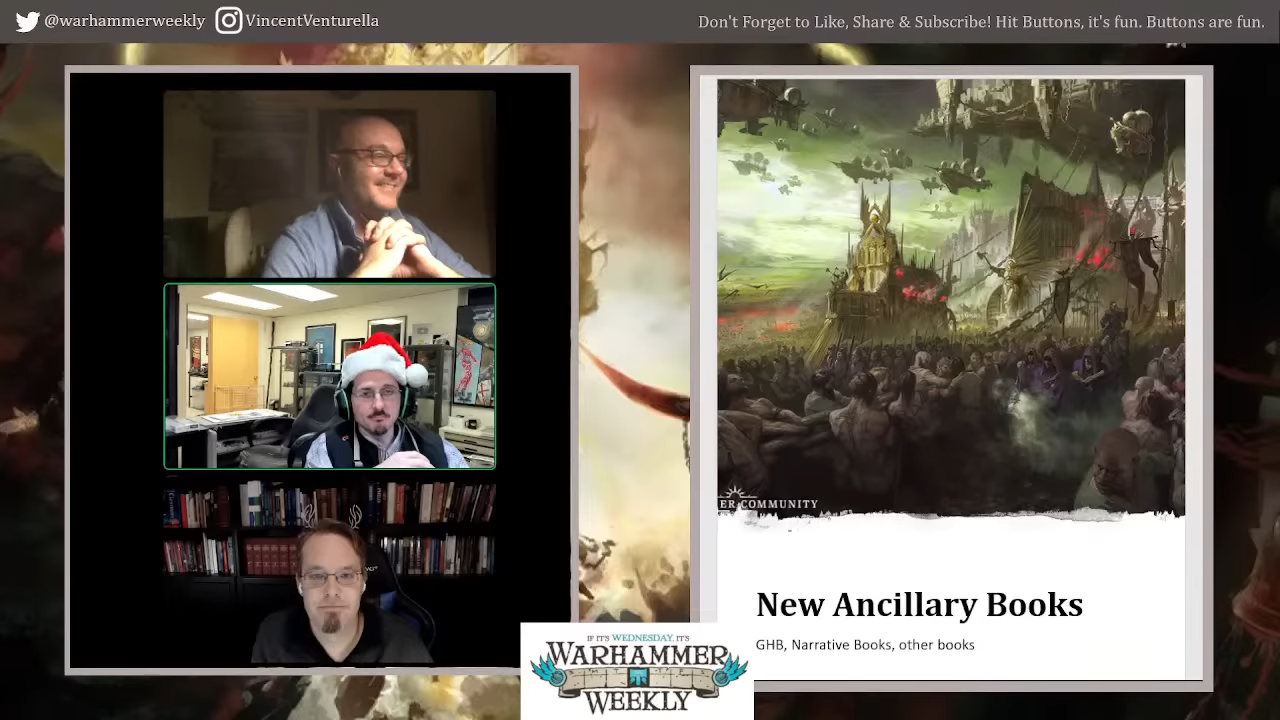 @warhammerweekly VincentVenturella
Don't Forget to Like, Share & Subscribe! Hit Buttons, it's fun. Buttons are fun.
ER COMMUNITY
New Ancillary Books
GHB, Narrative Books, other books
IF IT'S WEDNESDAY, IT'S
WARHAMMER
WEEKLY